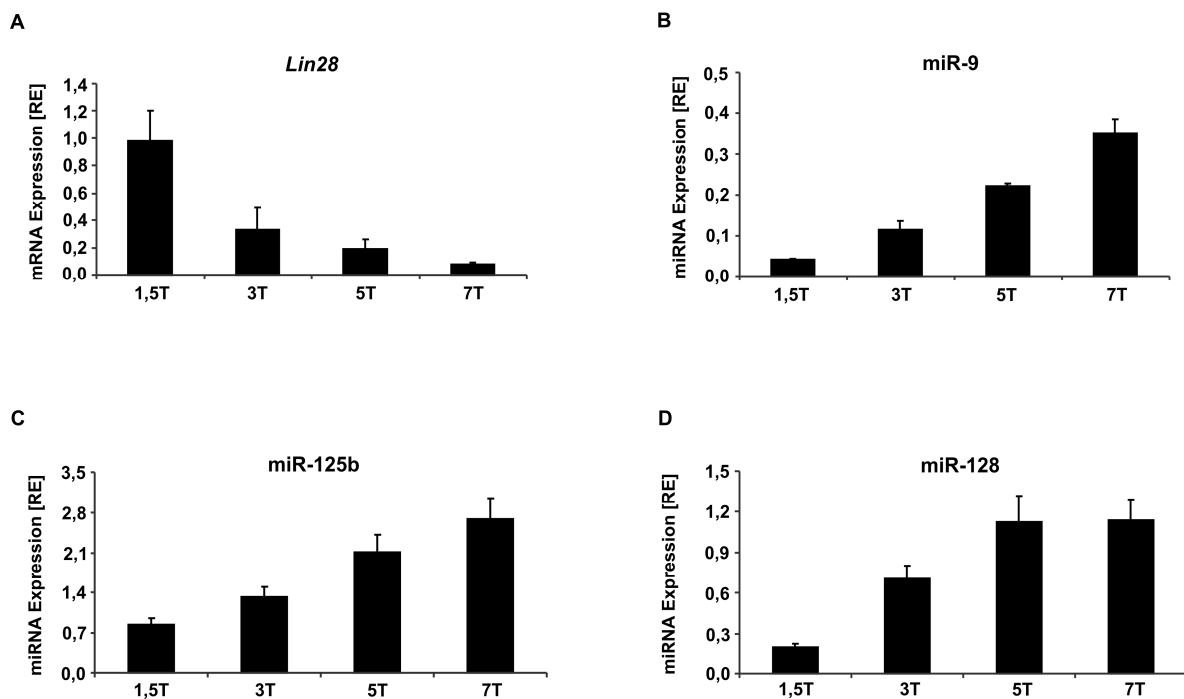 A
Lin28
mRNA Expression [RE]
1,4
1,2
1,0
0,8
0,6
0,4
0,2
0,0
1,5T 3T 5T 7T
B
miR-9
miRNA Expression [RE]
0,5
0,4
0,3
0,2
0,1
0,0
1,5T 3T 5T 7T
C
miR-125b
miRNA Expression [RE]
3,5
2,8
2,1
1,4
0,7
0,0
1,5T 3T 5T 7T
D
miR-128
miRNA Expression [RE]
1,5
1,2
0,9
0,6
0,3
0,0
1,5T 3T 5T 7T